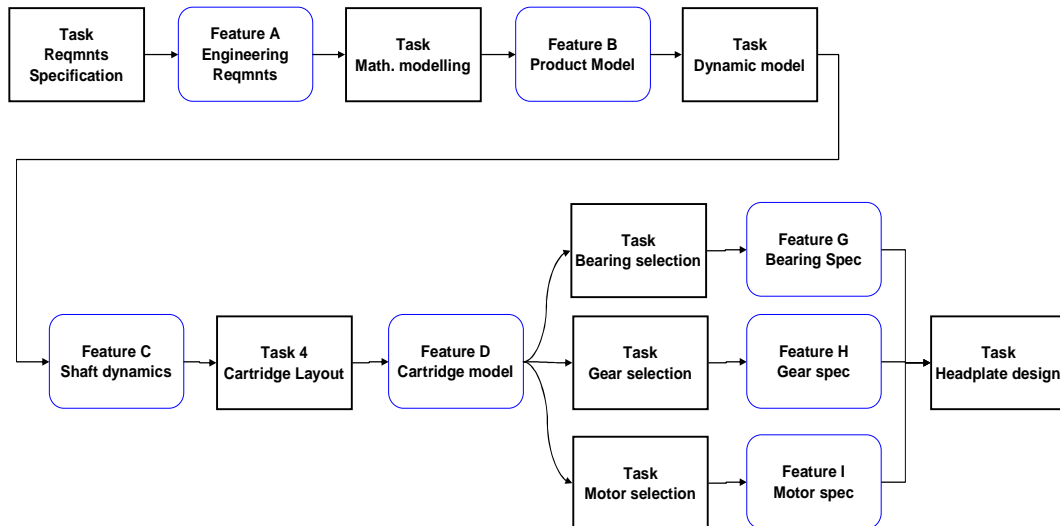 Task
Reqmnts
Specification
Feature A
Engineering
Reqmnts
Task
Math. modelling
Feature B
Product Model
Task
Dynamic model
Task
Bearing selection
Feature G
Bearing Spec
Feature C
Shaft dynamics
Task 4
Cartridge Layout
Feature D
Cartridge model
Task
Gear selection
Feature H
Gear spec
Task
Headplate design
Task
Motor selection
Feature I
Motor spec